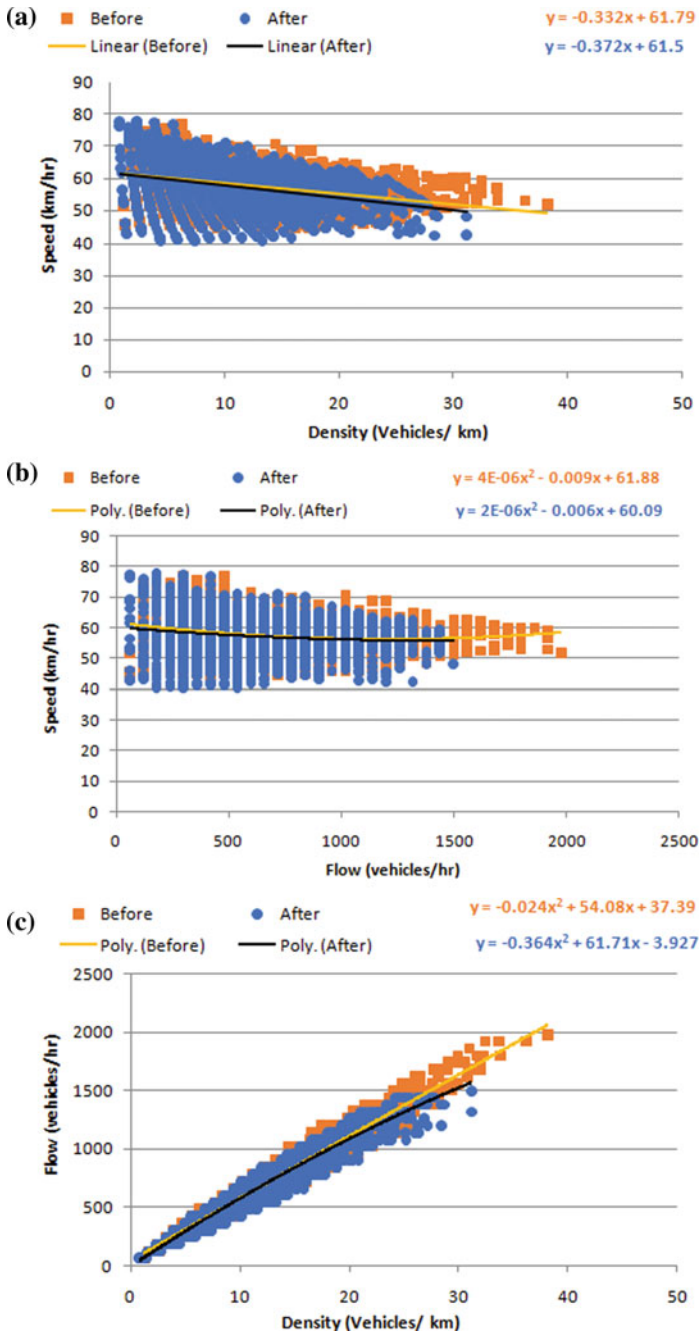 (a)
Before After y = -0.332x + 61.79
Linear (Before) Linear (After) y = -0.372x + 61.5
90
80
70
60
50
40
30
20
10
0
Speed (km/hr)
0 10 20 30 40 50
Density (Vehicles/ km)
(b)
Before After y = 4E-06x² - 0.009x + 61.88
Poly. (Before) Poly. (After) y = 2E-06x² - 0.006x + 60.09
90
80
70
60
50
40
30
20
10
0
Speed (km/hr)
0 500 1000 1500 2000 2500
Flow (vehicles/hr)
(c)
Before After y = -0.024x² + 54.08x + 37.39
Poly. (Before) Poly. (After) y = -0.364x² + 61.71x - 3.927
2500
2000
1500
1000
500
0
Flow (vehicles/hr)
0 10 20 30 40 50
Density (Vehicles/ km)